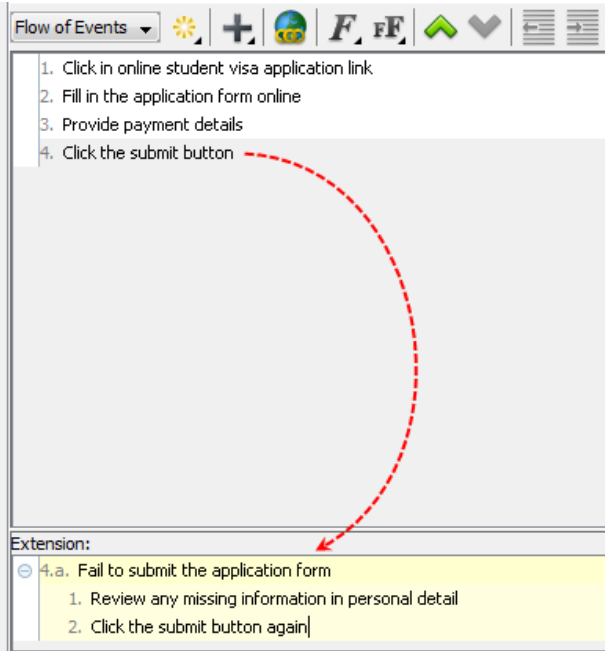 Flow of Events
1. Click in online student visa application link
2. Fill in the application form online
3. Provide payment details
4. Click the submit button
Extension:
4.a. Fail to submit the application form
1. Review any missing information in personal detail
2. Click the submit button again